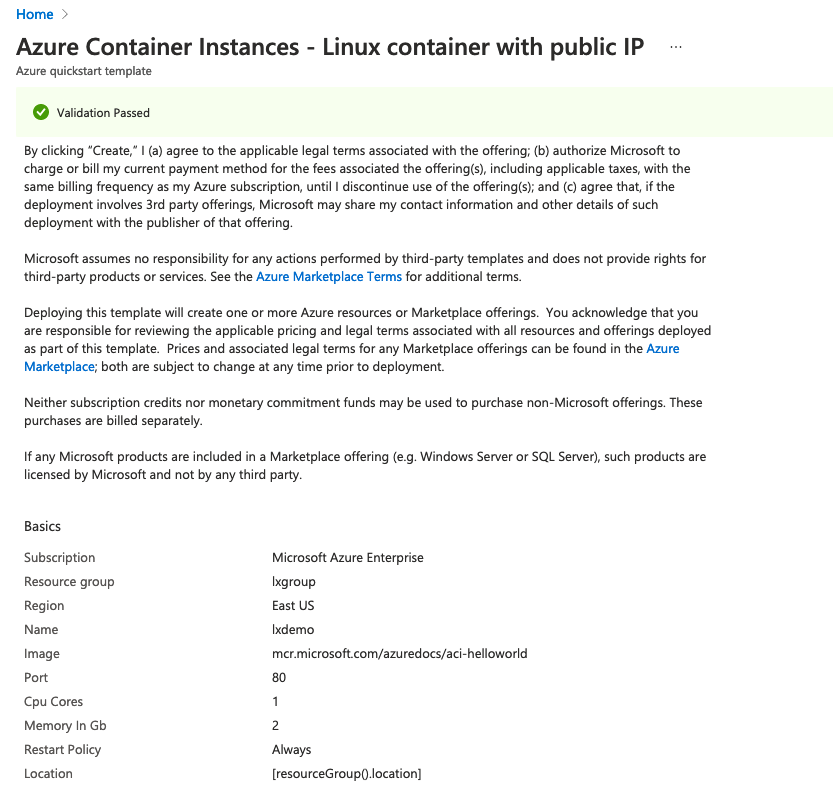 Home >
Azure Container Instances - Linux container with public IP ...
Azure quickstart template
Validation Passed
By clicking "Create," I (a) agree to the applicable legal terms associated with the offering; (b) authorize Microsoft to
charge or bill my current payment method for the fees associated the offering(s), including applicable taxes, with the
same billing frequency as my Azure subscription, until I discontinue use of the offering(s); and (c) agree that, if the
deployment involves 3rd party offerings, Microsoft may share my contact information and other details of such
deployment with the publisher of that offering.
Microsoft assumes no responsibility for any actions performed by third-party templates and does not provide rights for
third-party products or services. See the Azure Marketplace Terms for additional terms.
Deploying this template will create one or more Azure resources or Marketplace offerings. You acknowledge that you
are responsible for reviewing the applicable pricing and legal terms associated with all resources and offerings deployed
as part of this template. Prices and associated legal terms for any Marketplace offerings can be found in the Azure
Marketplace; both are subject to change at any time prior to deployment.
Neither subscription credits nor monetary commitment funds may be used to purchase non-Microsoft offerings. These
purchases are billed separately.
If any Microsoft products are included in a Marketplace offering (e.g. Windows Server or SQL Server), such products are
licensed by Microsoft and not by any third party.
Basics
Subscription Microsoft Azure Enterprise
Resource group lxgroup
Region East US
Name lxdemo
Image mcr.microsoft.com/azuredocs/aci-helloworld
Port 80
Cpu Cores 1
Memory In Gb 2
Restart Policy Always
Location [resourceGroup().location]